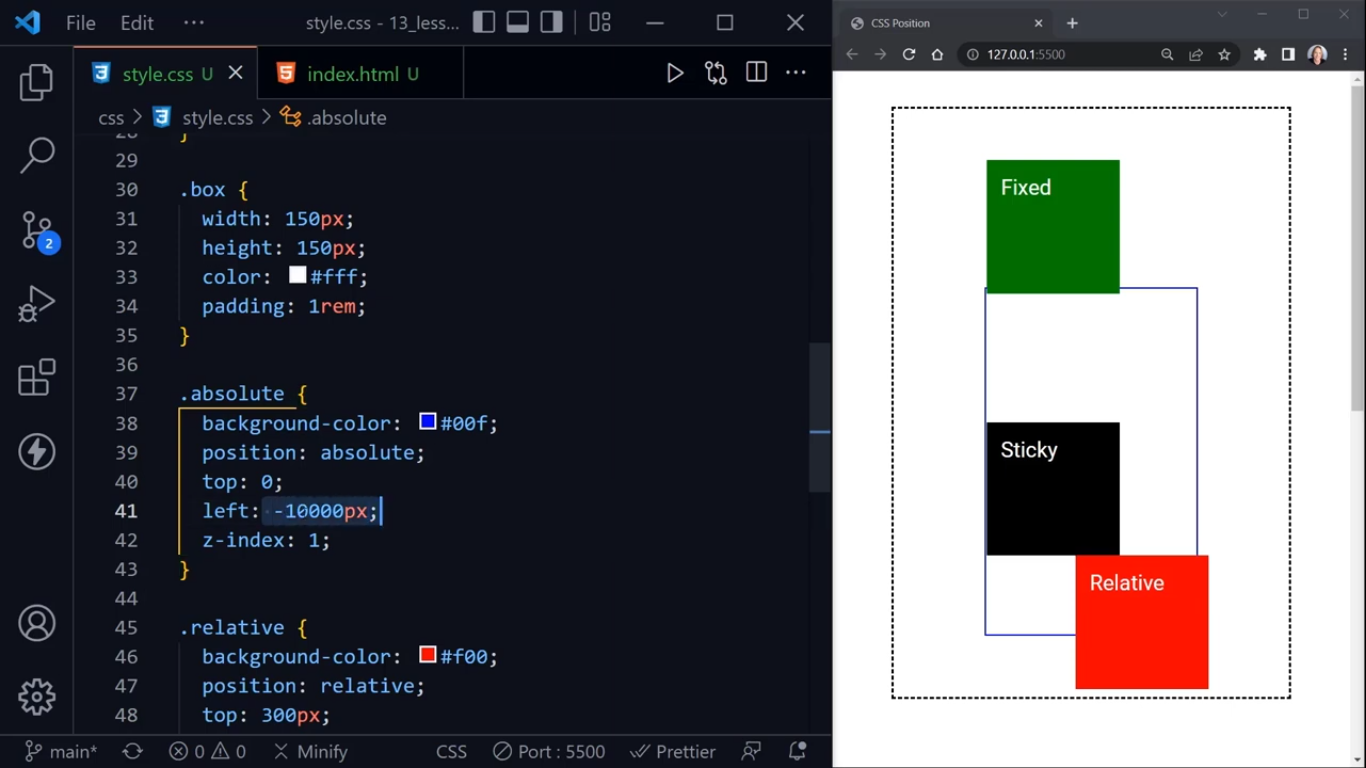 File Edit ··· style.css - 13_less...
style.css U index.html U
css > style.css > .absolute
28 }
29
30 .box {
31 width: 150px;
32 height: 150px;
33 color: #fff;
34 padding: 1rem;
35 }
36
37 .absolute {
38 background-color: #00f;
39 position: absolute;
40 top: 0;
41 left: -10000px;
42 z-index: 1;
43 }
44
45 .relative {
46 background-color: #f00;
47 position: relative;
48 top: 300px;
2
main* 0 0 Minify CSS Port : 5500 Prettier
CSS Position
127.0.0.1:5500
Fixed
Sticky
Relative